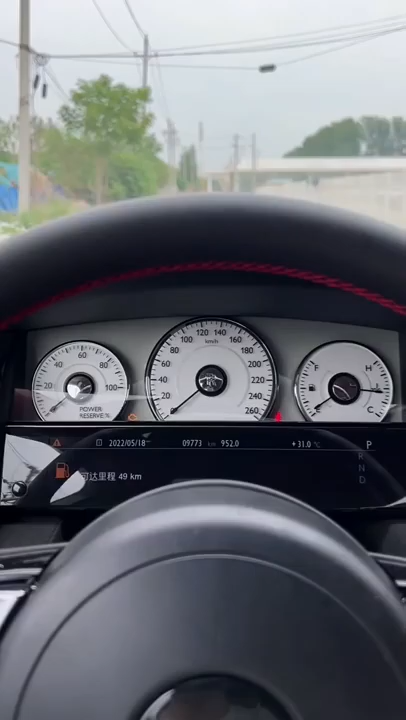 60
40 80
20 100
POWER
RESERVE %
120 140
100 160
km/h
80 180
60 200
40 220
20 240
0 260
F H
C
2022/05/18 09773 km 952.0 +31.0 °C P
R
N
D
可达里程 49 km